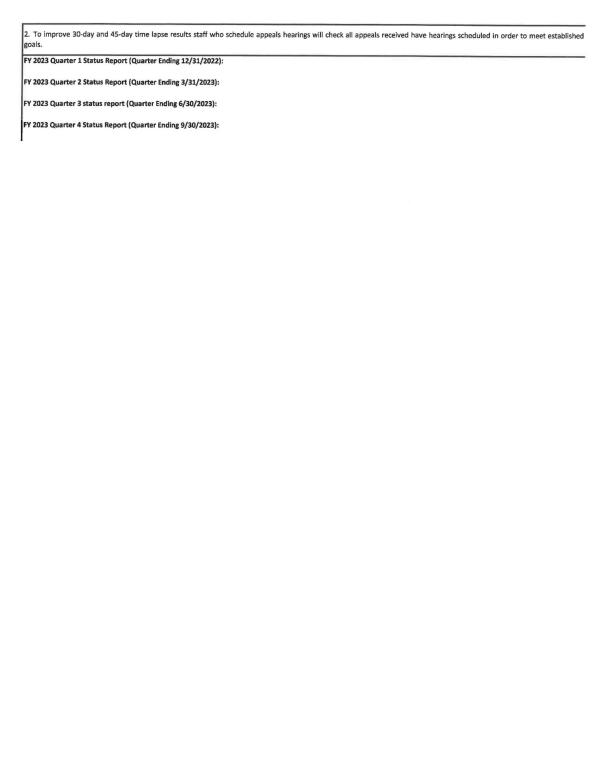 2. To improve 30-day and 45-day time lapse results staff who schedule appeals hearings will check all appeals received have hearings scheduled in order to meet established
goals.
FY 2023 Quarter 1 Status Report (Quarter Ending 12/31/2022):
FY 2023 Quarter 2 Status Report (Quarter Ending 3/31/2023):
FY 2023 Quarter 3 status report (Quarter Ending 6/30/2023):
FY 2023 Quarter 4 Status Report (Quarter Ending 9/30/2023):